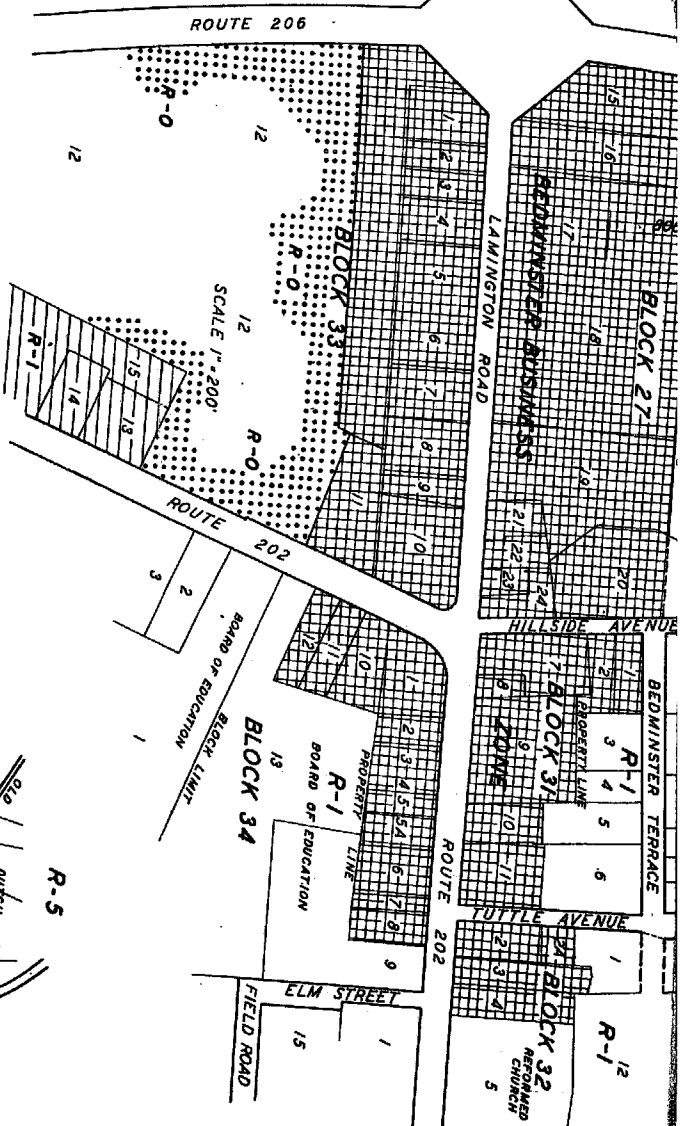 ROUTE 206
R-O
12
12
R-O
BLOCK 33
12
SCALE 1"=200'
R-O
R-1
15
14
13
1
2
3
4
5
6
7
8
9
10
11
LAMINGTON ROAD
15
16
17
18
19
20
21
22
23
24
BLOCK 27
BEDMINSTER BUSINESS
ZONE
ROUTE 202
HILLSIDE AVENUE
BEDMINSTER TERRACE
1
2
3
4
5
6
7
8
9
10
11
R-1
BLOCK 31
PROPERTY LINE
TUTTLE AVENUE
2A
1
2
3
4
BLOCK 32
REFORMED
CHURCH
5
R-1
12
3
2
1
BOARD OF EDUCATION
BLOCK LIMIT
BLOCK 34
12
11
10
1
2
3
4
5
5A
6
7
8
9
13
R-1
BOARD OF EDUCATION
PROPERTY LINE
ROUTE 202
ELM STREET
FIELD ROAD
15
1
R-5
OLD